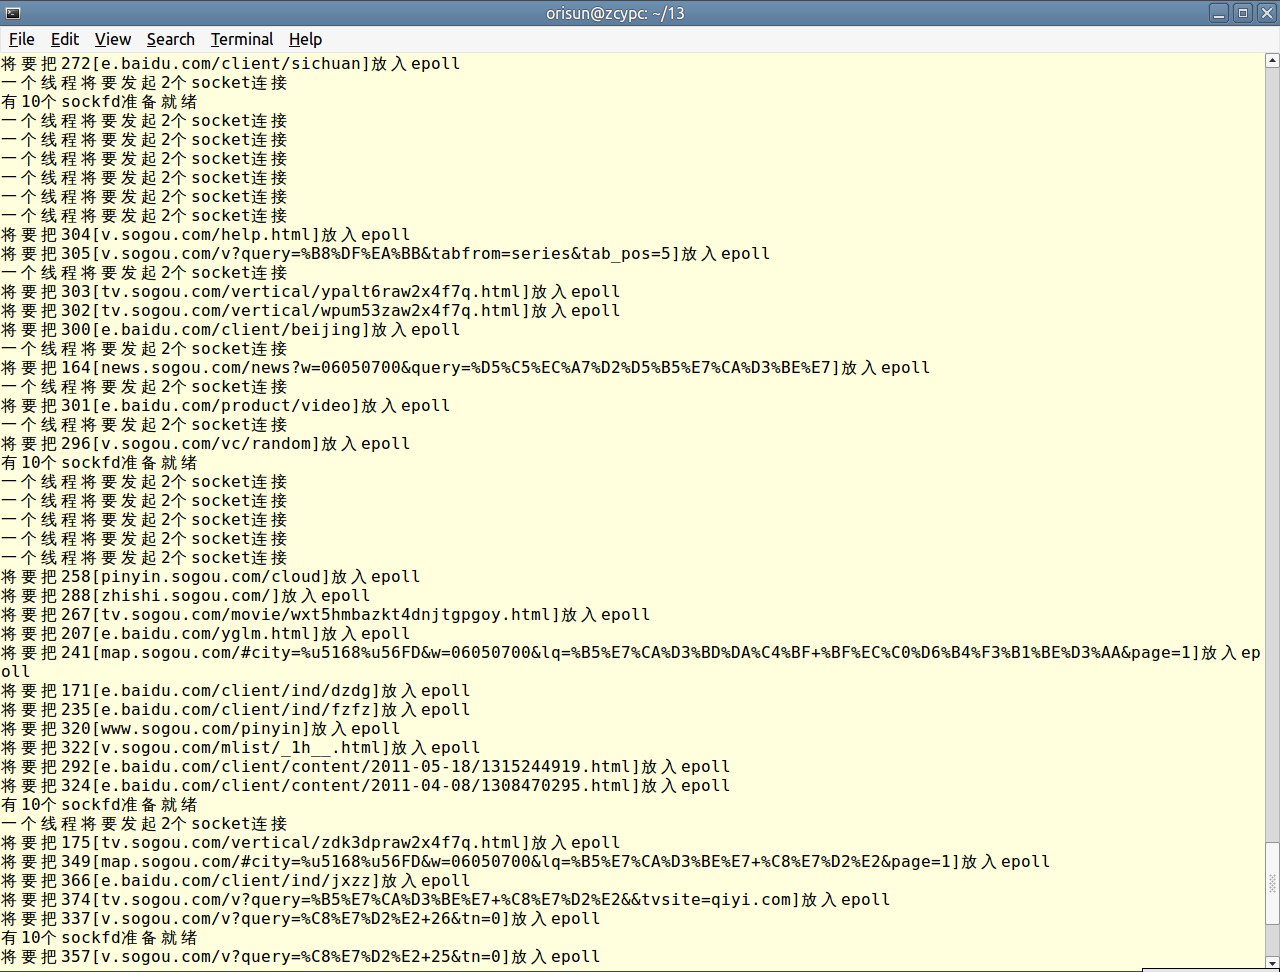 orisun@zcypc: ~/13
File Edit View Search Terminal Help
将要把272[e.baidu.com/client/sichuan]放入epoll
一个线程将要发起2个socket连接
有10个sockfd准备就绪
一个线程将要发起2个socket连接
一个线程将要发起2个socket连接
一个线程将要发起2个socket连接
一个线程将要发起2个socket连接
一个线程将要发起2个socket连接
一个线程将要发起2个socket连接
将要把304[v.sogou.com/help.html]放入epoll
将要把305[v.sogou.com/v?query=%B8%DF%EA%BB&tabfrom=series&tab_pos=5]放入epoll
一个线程将要发起2个socket连接
将要把303[tv.sogou.com/vertical/ypalt6raw2x4f7q.html]放入epoll
将要把302[tv.sogou.com/vertical/wpum53zaw2x4f7q.html]放入epoll
将要把300[e.baidu.com/client/beijing]放入epoll
一个线程将要发起2个socket连接
将要把164[news.sogou.com/news?w=06050700&query=%D5%C5%EC%A7%D2%D5%B5%E7%CA%D3%BE%E7]放入epoll
一个线程将要发起2个socket连接
将要把301[e.baidu.com/product/video]放入epoll
一个线程将要发起2个socket连接
将要把296[v.sogou.com/vc/random]放入epoll
有10个sockfd准备就绪
一个线程将要发起2个socket连接
一个线程将要发起2个socket连接
一个线程将要发起2个socket连接
一个线程将要发起2个socket连接
一个线程将要发起2个socket连接
将要把258[pinyin.sogou.com/cloud]放入epoll
将要把288[zhishi.sogou.com/]放入epoll
将要把267[tv.sogou.com/movie/wxt5hmbazkt4dnjtgpgoy.html]放入epoll
将要把207[e.baidu.com/yglm.html]放入epoll
将要把241[map.sogou.com/#city=%u5168%u56FD&w=06050700&lq=%B5%E7%CA%D3%BD%DA%C4%BF+%BF%EC%C0%D6%B4%F3%B1%BE%D3%AA&page=1]放入ep
oll
将要把171[e.baidu.com/client/ind/dzdg]放入epoll
将要把235[e.baidu.com/client/ind/fzfz]放入epoll
将要把320[www.sogou.com/pinyin]放入epoll
将要把322[v.sogou.com/mlist/_1h__.html]放入epoll
将要把292[e.baidu.com/client/content/2011-05-18/1315244919.html]放入epoll
将要把324[e.baidu.com/client/content/2011-04-08/1308470295.html]放入epoll
有10个sockfd准备就绪
一个线程将要发起2个socket连接
将要把175[tv.sogou.com/vertical/zdk3dpraw2x4f7q.html]放入epoll
将要把349[map.sogou.com/#city=%u5168%u56FD&w=06050700&lq=%B5%E7%CA%D3%BE%E7+%C8%E7%D2%E2&page=1]放入epoll
将要把366[e.baidu.com/client/ind/jxzz]放入epoll
将要把374[tv.sogou.com/v?query=%B5%E7%CA%D3%BE%E7+%C8%E7%D2%E2&&tvsite=qiyi.com]放入epoll
将要把337[v.sogou.com/v?query=%C8%E7%D2%E2+26&tn=0]放入epoll
有10个sockfd准备就绪
将要把357[v.sogou.com/v?query=%C8%E7%D2%E2+25&tn=0]放入epoll